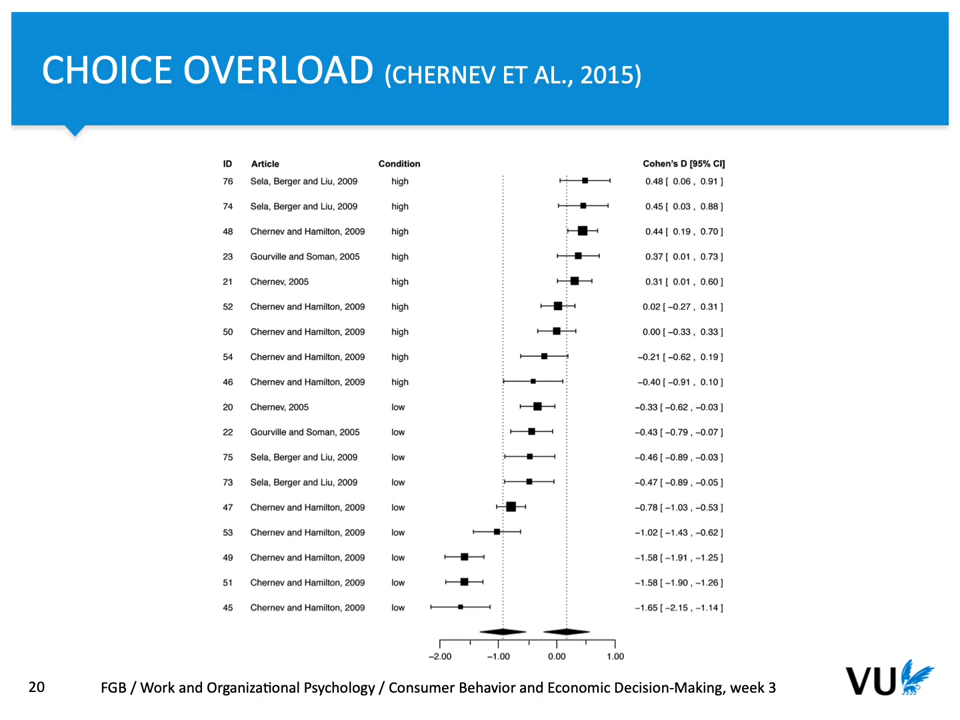 CHOICE OVERLOAD (CHERNEV ET AL., 2015)
ID Article Condition Cohen's D [95% CI]
76 Sela, Berger and Liu, 2009 high 0.48 [ 0.06 , 0.91 ]
74 Sela, Berger and Liu, 2009 high 0.45 [ 0.03 , 0.88 ]
48 Chernev and Hamilton, 2009 high 0.44 [ 0.19 , 0.70 ]
23 Gourville and Soman, 2005 high 0.37 [ 0.01 , 0.73 ]
21 Chernev, 2005 high 0.31 [ 0.01 , 0.60 ]
52 Chernev and Hamilton, 2009 high 0.02 [ −0.27 , 0.31 ]
50 Chernev and Hamilton, 2009 high 0.00 [ −0.33 , 0.33 ]
54 Chernev and Hamilton, 2009 high −0.21 [ −0.62 , 0.19 ]
46 Chernev and Hamilton, 2009 high −0.40 [ −0.91 , 0.10 ]
20 Chernev, 2005 low −0.33 [ −0.62 , −0.03 ]
22 Gourville and Soman, 2005 low −0.43 [ −0.79 , −0.07 ]
75 Sela, Berger and Liu, 2009 low −0.46 [ −0.89 , −0.03 ]
73 Sela, Berger and Liu, 2009 low −0.47 [ −0.89 , −0.05 ]
47 Chernev and Hamilton, 2009 low −0.78 [ −1.03 , −0.53 ]
53 Chernev and Hamilton, 2009 low −1.02 [ −1.43 , −0.62 ]
49 Chernev and Hamilton, 2009 low −1.58 [ −1.91 , −1.25 ]
51 Chernev and Hamilton, 2009 low −1.58 [ −1.90 , −1.26 ]
45 Chernev and Hamilton, 2009 low −1.65 [ −2.15 , −1.14 ]
−2.00 −1.00 0.00 1.00
20 FGB / Work and Organizational Psychology / Consumer Behavior and Economic Decision-Making, week 3
VU